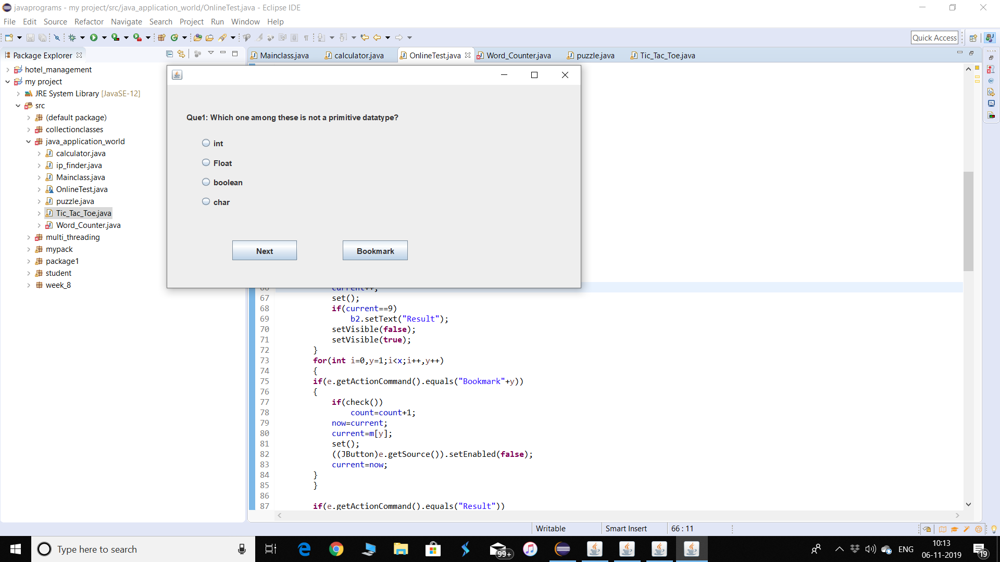 javaprograms - my project/src/java_application_world/OnlineTest.java - Eclipse IDE
File Edit Source Refactor Navigate Search Project Run Window Help
Quick Access
Package Explorer
Mainclass.java calculator.java OnlineTest.java Word_Counter.java puzzle.java Tic_Tac_Toe.java
hotel_management
my project
JRE System Library [JavaSE-12]
src
(default package)
collectionclasses
java_application_world
calculator.java
ip_finder.java
Mainclass.java
OnlineTest.java
puzzle.java
Tic_Tac_Toe.java
Word_Counter.java
multi_threading
mypack
package1
student
week_8
Que1: Which one among these is not a primitive datatype?
int
Float
boolean
char
Next Bookmark
66 current++;
67 set();
68 if(current==9)
69 b2.setText("Result");
70 setVisible(false);
71 setVisible(true);
72 }
73 for(int i=0,y=1;i<x;i++,y++)
74 {
75 if(e.getActionCommand().equals("Bookmark"+y))
76 {
77 if(check())
78 count=count+1;
79 now=current;
80 current=m[y];
81 set();
82 ((JButton)e.getSource()).setEnabled(false);
83 current=now;
84 }
85 }
86
87 if(e.getActionCommand().equals("Result"))
Writable Smart Insert 66 : 11
Type here to search
99+
ENG
10:13
06-11-2019
19